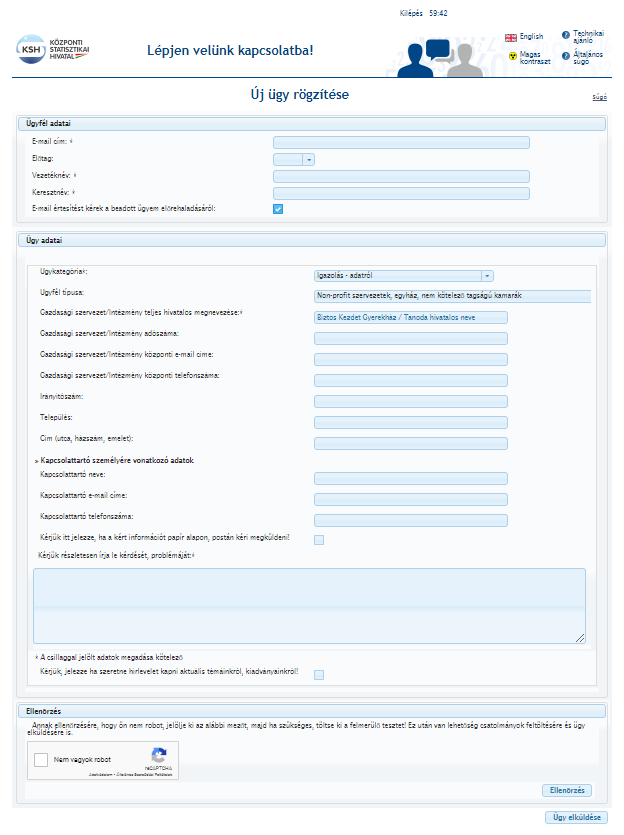 Kilépés 59:42
KSH KÖZPONTI
STATISZTIKAI
HIVATAL
Lépjen velünk kapcsolatba!
English
Technikai
ajánló
Magas
kontraszt
Általános
súgó
Új ügy rögzítése
Súgó
Ügyfél adatai
E-mail cím: *
Előtag:
Vezetéknév: *
Keresztnév: *
E-mail értesítést kérek a beadott ügyem előrehaladásáról:
Ügy adatai
Ügykategória*:
Igazolás - adatról
Ügyfél típusa:
Non-profit szervezetek, egyház, nem kötelező tagságú kamarák
Gazdasági szervezet/Intézmény teljes hivatalos megnevezése:*
Biztos Kezdet Gyerekház / Tanoda hivatalos neve
Gazdasági szervezet/Intézmény adószáma:
Gazdasági szervezet/Intézmény központi e-mail címe:
Gazdasági szervezet/Intézmény központi telefonszáma:
Irányítószám:
Település:
Cím (utca, házszám, emelet):
» Kapcsolattartó személyére vonatkozó adatok
Kapcsolattartó neve:
Kapcsolattartó e-mail címe:
Kapcsolattartó telefonszáma:
Kérjük itt jelezze, ha a kért információt papír alapon, postán kéri megküldeni!
Kérjük részletesen írja le kérdését, problémáját:*
* A csillaggal jelölt adatok megadása kötelező
Kérjük, jelezze ha szeretne hírlevelet kapni aktuális témáinkról, kiadványainkról!
Ellenőrzés
Annak ellenőrzésére, hogy ön nem robot, jelölje ki az alábbi mezőt, majd ha szükséges, töltse ki a felmerülő tesztet! Ez után van lehetőség csatolmányok feltöltésére és ügy
elküldésére is.
Nem vagyok robot
reCAPTCHA
Adatvédelem - Általános Szerződési Feltételek
Ellenőrzés
Ügy elküldése